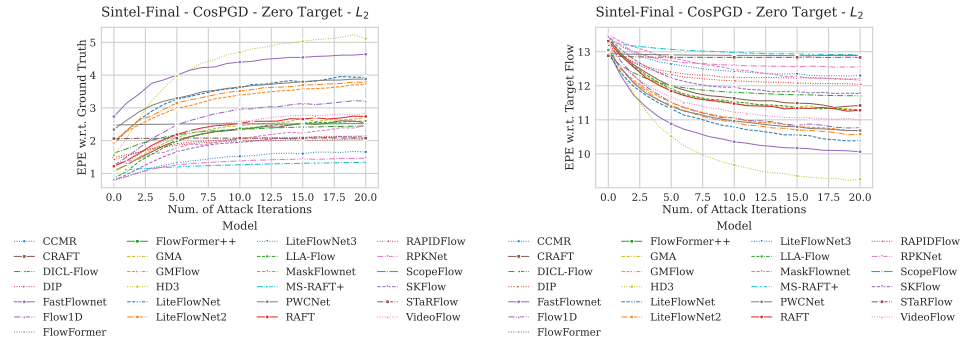 Sintel-Final - CosPGD - Zero Target - L2
EPE w.r.t. Ground Truth
5
4
3
2
1
0.0 2.5 5.0 7.5 10.0 12.5 15.0 17.5 20.0
Num. of Attack Iterations
Model
CCMR FlowFormer++ LiteFlowNet3 RAPIDFlow
CRAFT GMA LLA-Flow RPKNet
DICL-Flow GMFlow MaskFlownet ScopeFlow
DIP HD3 MS-RAFT+ SKFlow
FastFlownet LiteFlowNet PWCNet STaRFlow
Flow1D LiteFlowNet2 RAFT VideoFlow
FlowFormer
Sintel-Final - CosPGD - Zero Target - L2
EPE w.r.t. Target Flow
13
12
11
10
0.0 2.5 5.0 7.5 10.0 12.5 15.0 17.5 20.0
Num. of Attack Iterations
Model
CCMR FlowFormer++ LiteFlowNet3 RAPIDFlow
CRAFT GMA LLA-Flow RPKNet
DICL-Flow GMFlow MaskFlownet ScopeFlow
DIP HD3 MS-RAFT+ SKFlow
FastFlownet LiteFlowNet PWCNet STaRFlow
Flow1D LiteFlowNet2 RAFT VideoFlow
FlowFormer